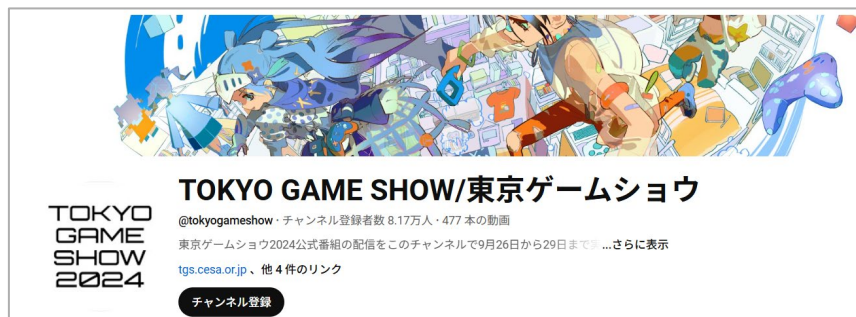 TOKYO GAME SHOW/東京ゲームショウ
@tokyogameshow · チャンネル登録者数 8.17万人 · 477 本の動画
東京ゲームショウ2024公式番組の配信をこのチャンネルで9月26日から29日まで ...さらに表示
tgs.cesa.or.jp 、他 4 件のリンク
チャンネル登録
TOKYO
GAME
SHOW
2024